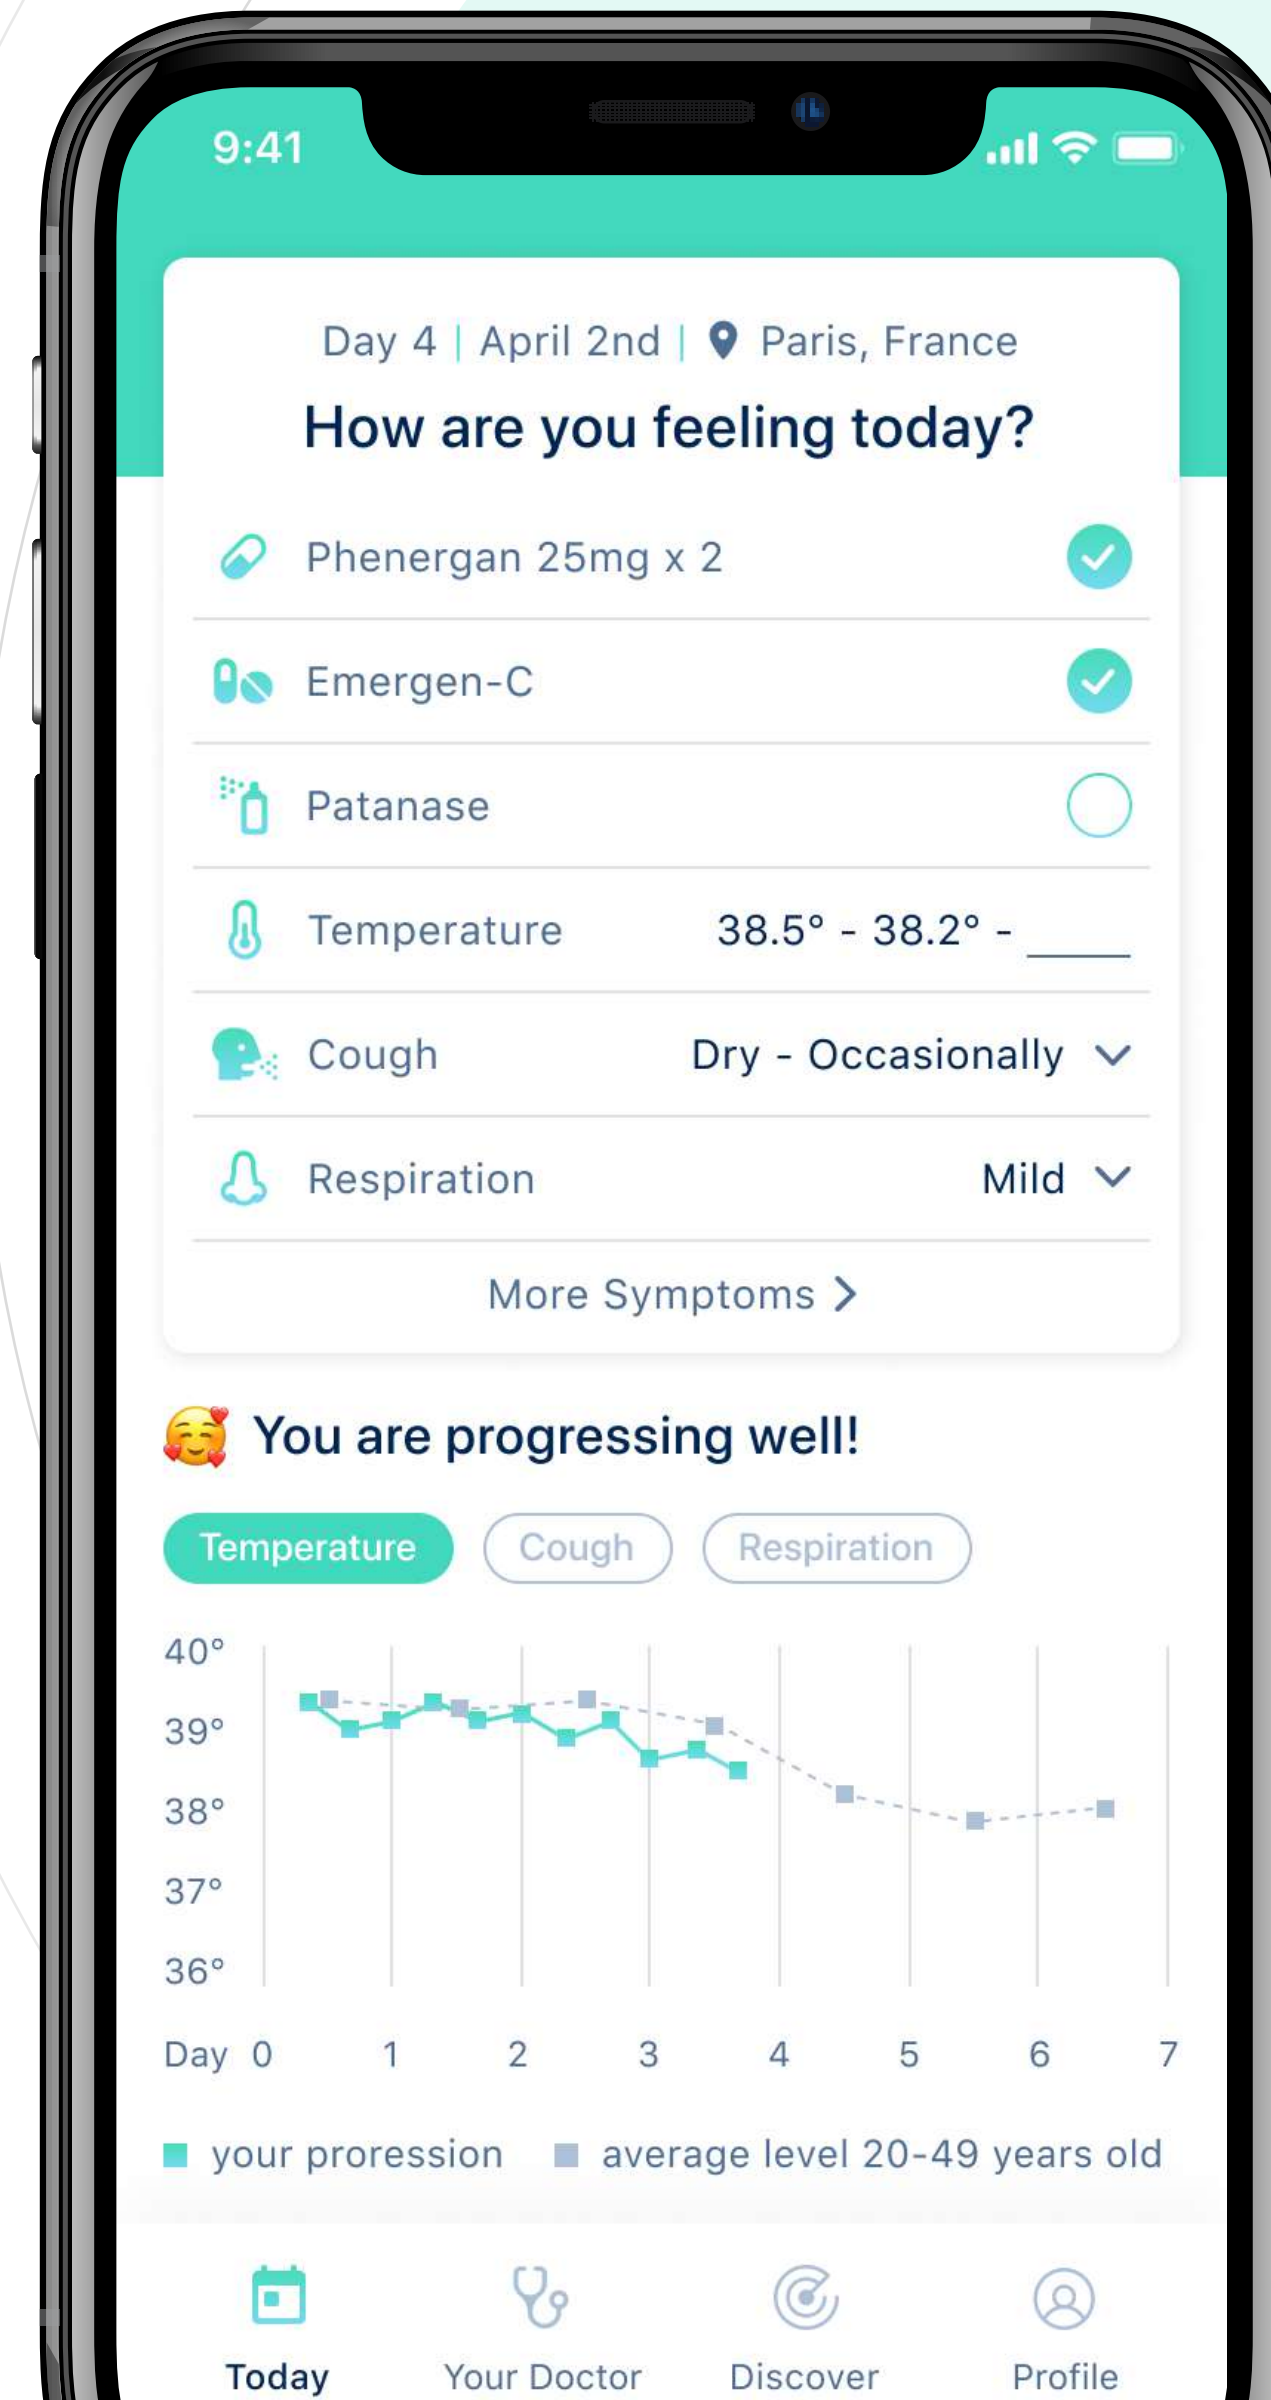 9:41
Day 4 | April 2nd | Paris, France
How are you feeling today?
Phenergan 25mg x 2
Emergen-C
Patanase
Temperature 38.5° - 38.2° - ____
Cough Dry - Occasionally
Respiration Mild
More Symptoms >
You are progressing well!
Temperature Cough Respiration
40°
39°
38°
37°
36°
Day 0 1 2 3 4 5 6 7
your proression average level 20-49 years old
Today Your Doctor Discover Profile